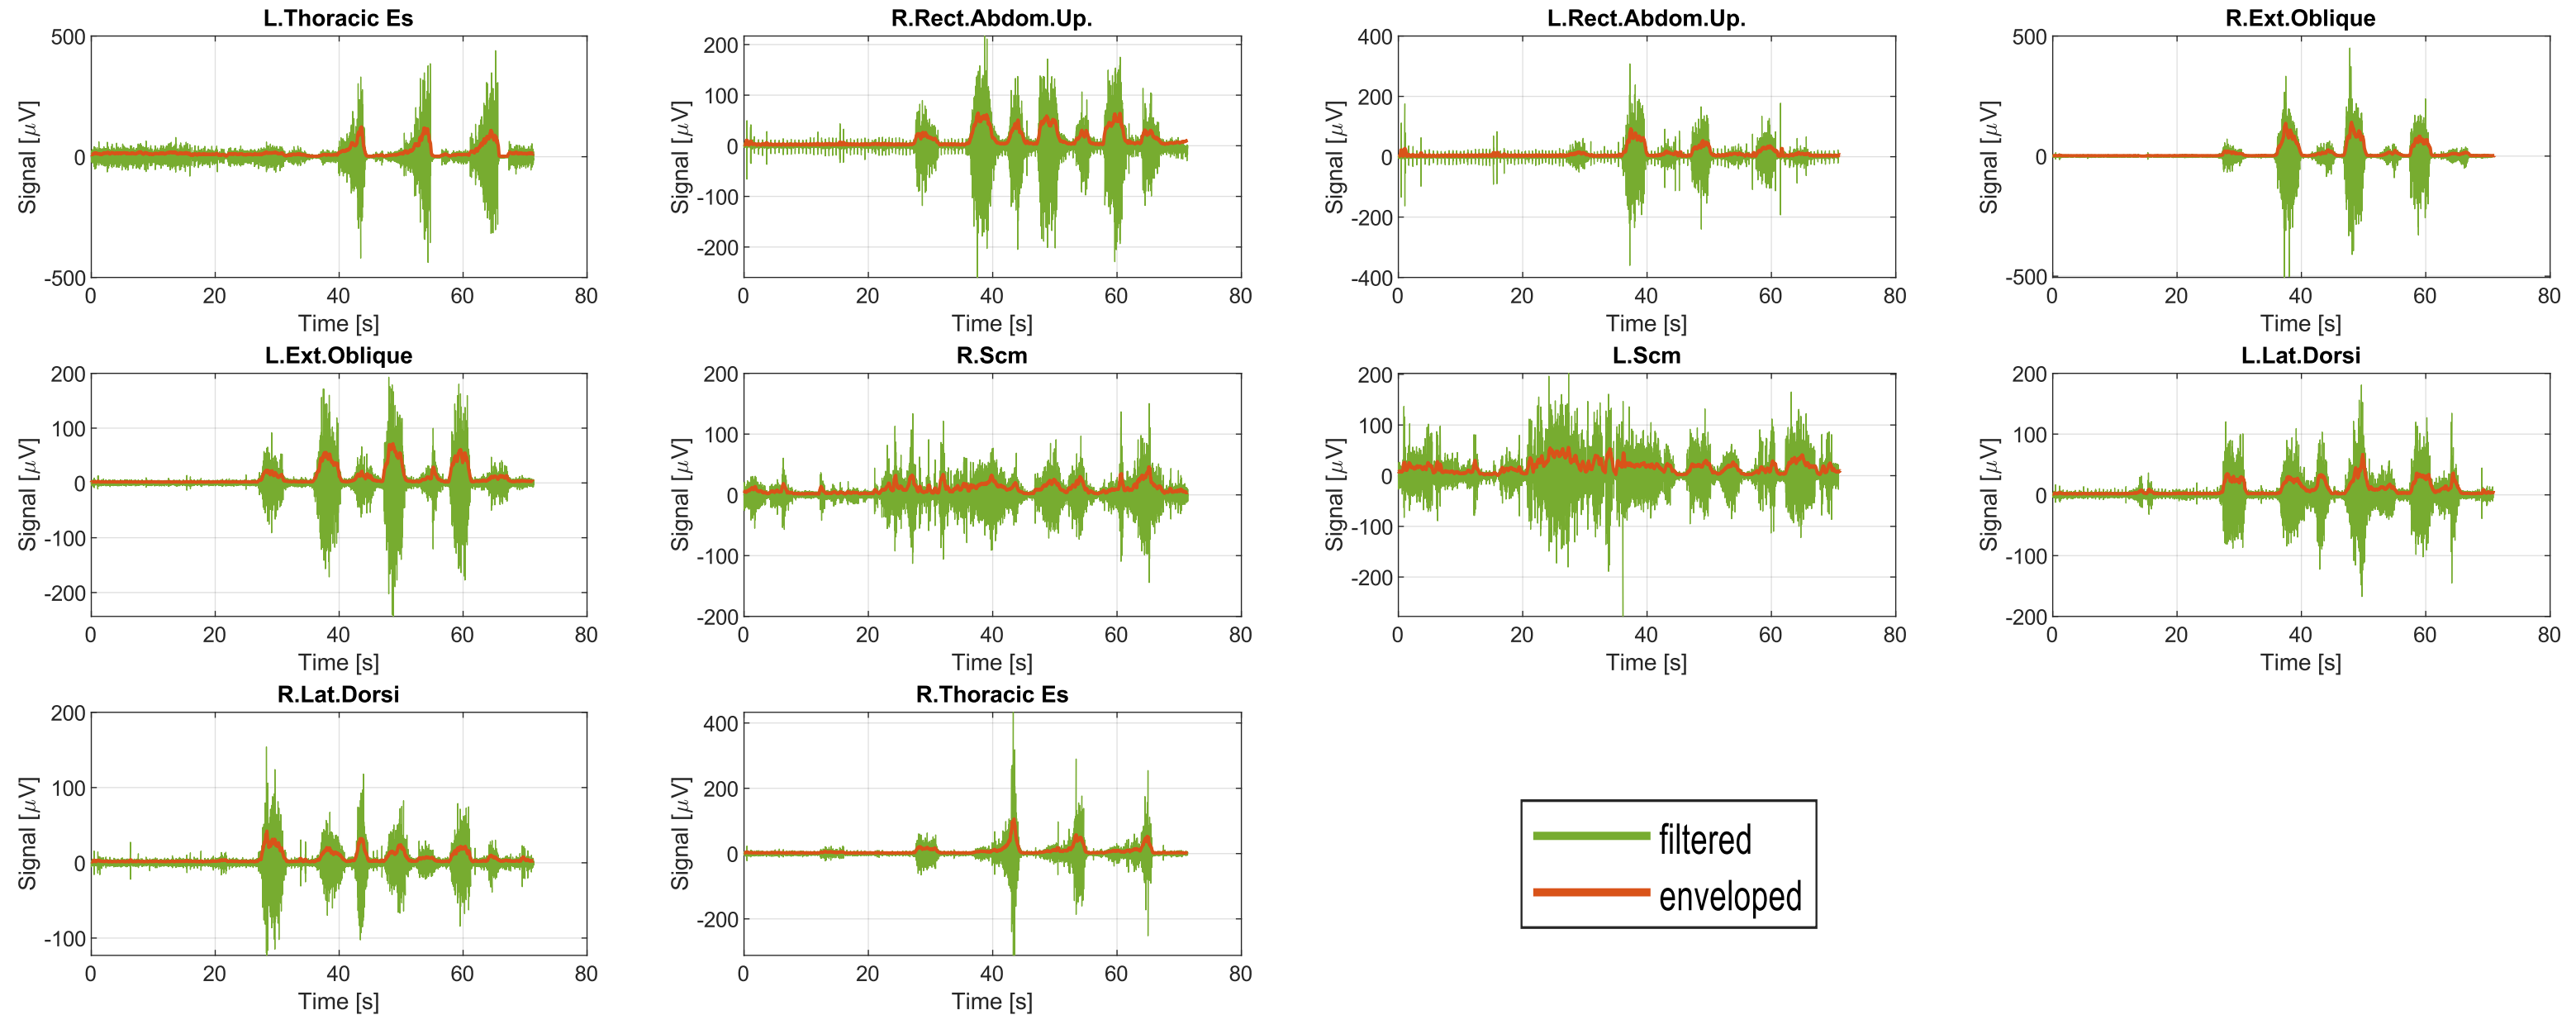 L.Thoracic Es
R.Rect.Abdom.Up.
L.Rect.Abdom.Up.
R.Ext.Oblique
Signal [μV]
500
0
-500
0 20 40 60 80
Time [s]
Signal [μV]
200
100
0
-100
-200
0 20 40 60 80
Time [s]
Signal [μV]
400
200
0
-200
-400
0 20 40 60 80
Time [s]
Signal [μV]
500
0
-500
0 20 40 60 80
Time [s]
L.Ext.Oblique
R.Scm
L.Scm
L.Lat.Dorsi
Signal [μV]
200
100
0
-100
-200
0 20 40 60 80
Time [s]
Signal [μV]
200
100
0
-100
-200
0 20 40 60 80
Time [s]
Signal [μV]
200
100
0
-100
-200
0 20 40 60 80
Time [s]
Signal [μV]
200
100
0
-100
-200
0 20 40 60 80
Time [s]
R.Lat.Dorsi
R.Thoracic Es
Signal [μV]
200
100
0
-100
0 20 40 60 80
Time [s]
Signal [μV]
400
200
0
-200
0 20 40 60 80
Time [s]
filtered
enveloped